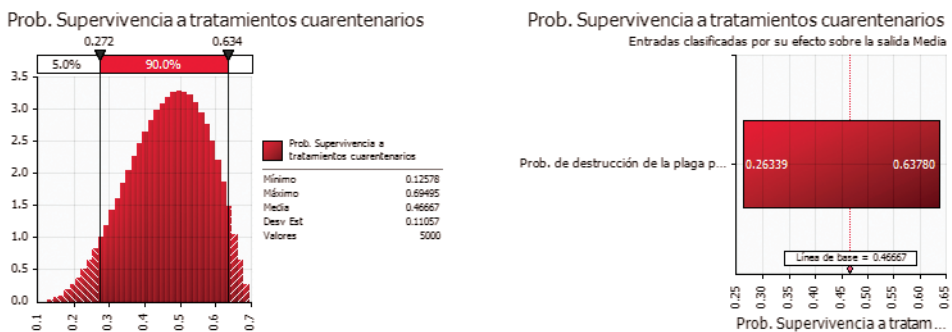 Prob. Supervivencia a tratamientos cuarentenarios
0.272 0.634
5.0% 90.0%
3.5
3.0
2.5
2.0
1.5
1.0
0.5
0.0
0.1 0.2 0.3 0.4 0.5 0.6 0.7
Prob. Supervivencia a
tratamientos cuarentenarios
Mínimo 0.12578
Máximo 0.69495
Media 0.46667
Desv Est 0.11057
Valores 5000
Prob. Supervivencia a tratamientos cuarentenarios
Entradas clasificadas por su efecto sobre la salida Media
Prob. de destrucción de la plaga p...
0.26339 0.63780
Línea de base = 0.46667
0.25 0.30 0.35 0.40 0.45 0.50 0.55 0.60 0.65
Prob. Supervivencia a tratam...